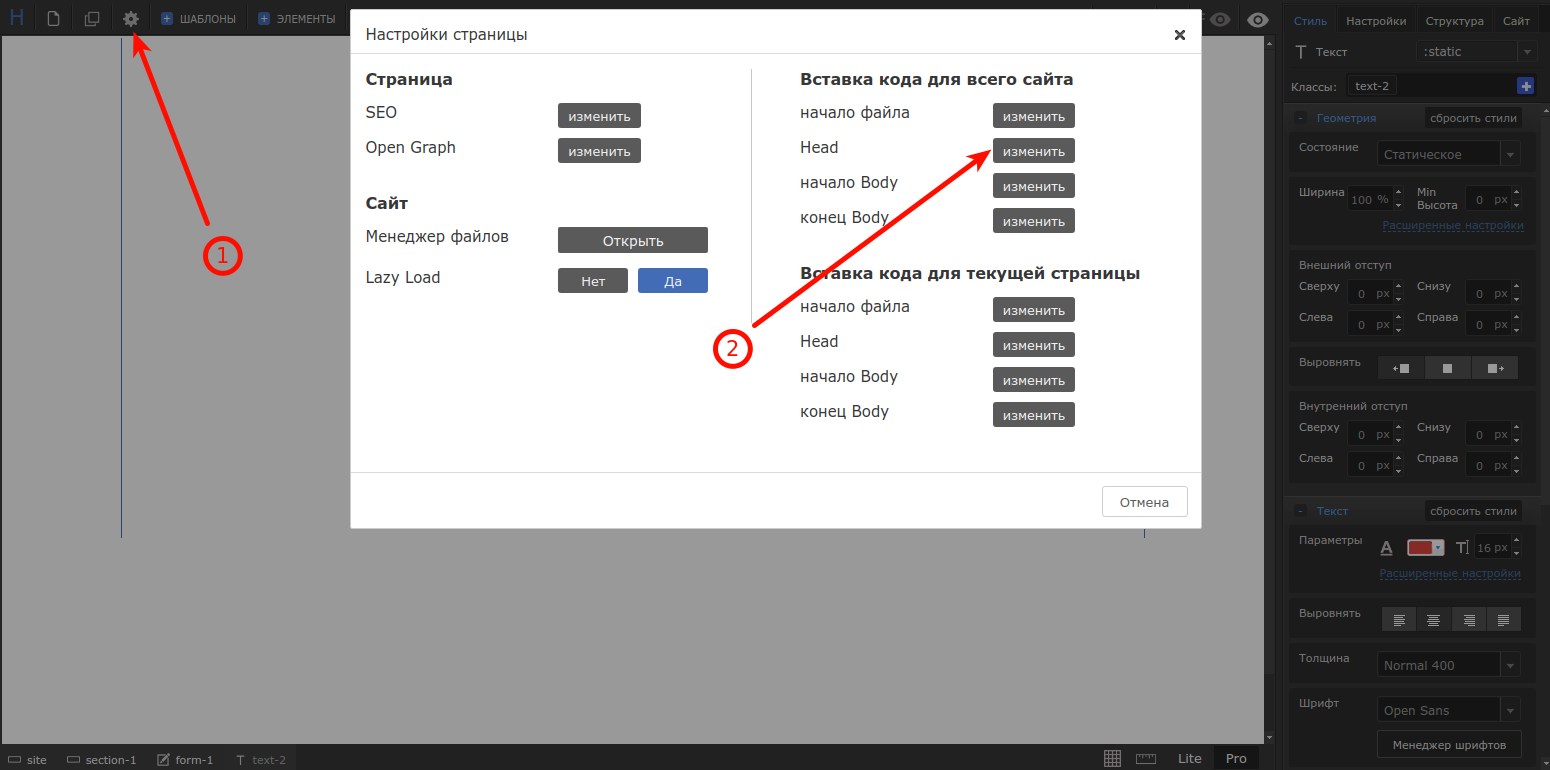 H ШАБЛОНЫ ЭЛЕМЕНТЫ
Настройки страницы
Страница
SEO изменить
Open Graph изменить
Сайт
Менеджер файлов Открыть
Lazy Load Нет Да
Вставка кода для всего сайта
начало файла изменить
Head изменить
начало Body изменить
конец Body изменить
Вставка кода для текущей страницы
начало файла изменить
Head изменить
начало Body изменить
конец Body изменить
Отмена
1
2
Стиль Настройки Структура Сайт
Текст :static
Классы: text-2
Геометрия сбросить стили
Состояние Статическое
Ширина 100 % Min Высота 0 px
Расширенные настройки
Внешний отступ
Сверху 0 px Снизу 0 px
Слева 0 px Справа 0 px
Выровнять
Внутренний отступ
Сверху 0 px Снизу 0 px
Слева 0 px Справа 0 px
Текст сбросить стили
Параметры A T 16 px
Расширенные настройки
Выровнять
Толщина Normal 400
Шрифт Open Sans
Менеджер шрифтов
site section-1 form-1 T text-2 Lite Pro